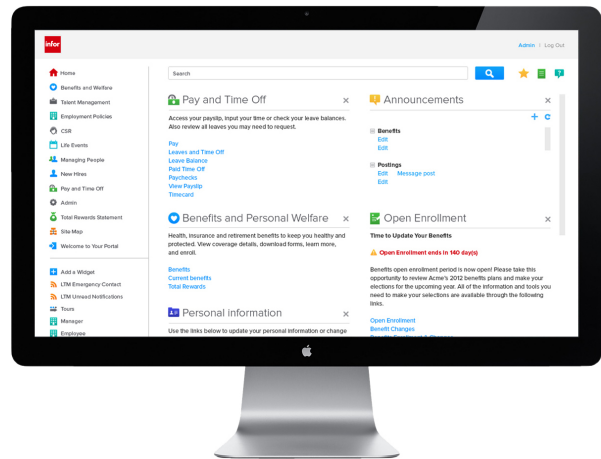 infor
Admin | Log Out
Home
Benefits and Welfare
Talent Management
Employment Policies
CSR
Life Events
Managing People
New Hires
Pay and Time Off
Admin
Total Rewards Statement
Site Map
Welcome to Your Portal
Add a Widget
LTM Emergency Contact
LTM Unread Notifications
Tours
Manager
Employee
Search
Pay and Time Off
Access your payslip, input your time or check your leave balances.
Also review all leaves you may need to request.
Pay
Leaves and Time Off
Leave Balance
Paid Time Off
Paychecks
View Payslip
Timecard
Announcements
Benefits
Edit
Edit
Postings
Edit Message post
Edit
Benefits and Personal Welfare
Health, insurance and retirement benefits to keep you healthy and
protected. View coverage details, download forms, learn more,
and enroll.
Benefits
Current benefits
Total Rewards
Open Enrollment
Time to Update Your Benefits
Open Enrollment ends in 140 day(s)
Benefits open enrollment period is now open! Please take this
opportunity to review Acme's 2012 benefits plans and make your
elections for the upcoming year. All of the information and tools you
need to make your selections are available through the following
links.
Open Enrollment
Benefit Changes
Personal information
Use the links below to update your personal information or change